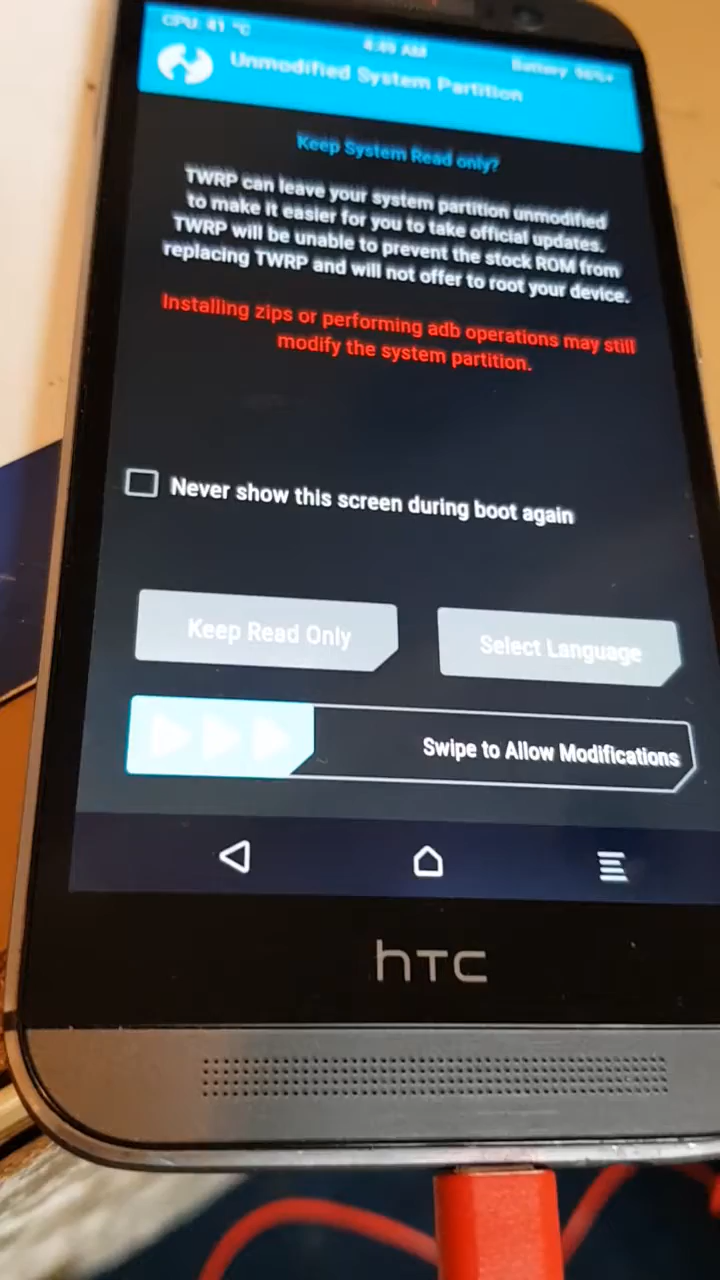 CPU: 41 °C
4:49 AM
Battery: 96%+
Unmodified System Partition
Keep System Read only?
TWRP can leave your system partition unmodified
to make it easier for you to take official updates.
TWRP will be unable to prevent the stock ROM from
replacing TWRP and will not offer to root your device.
Installing zips or performing adb operations may still
modify the system partition.
Never show this screen during boot again
Keep Read Only
Select Language
Swipe to Allow Modifications
hTC